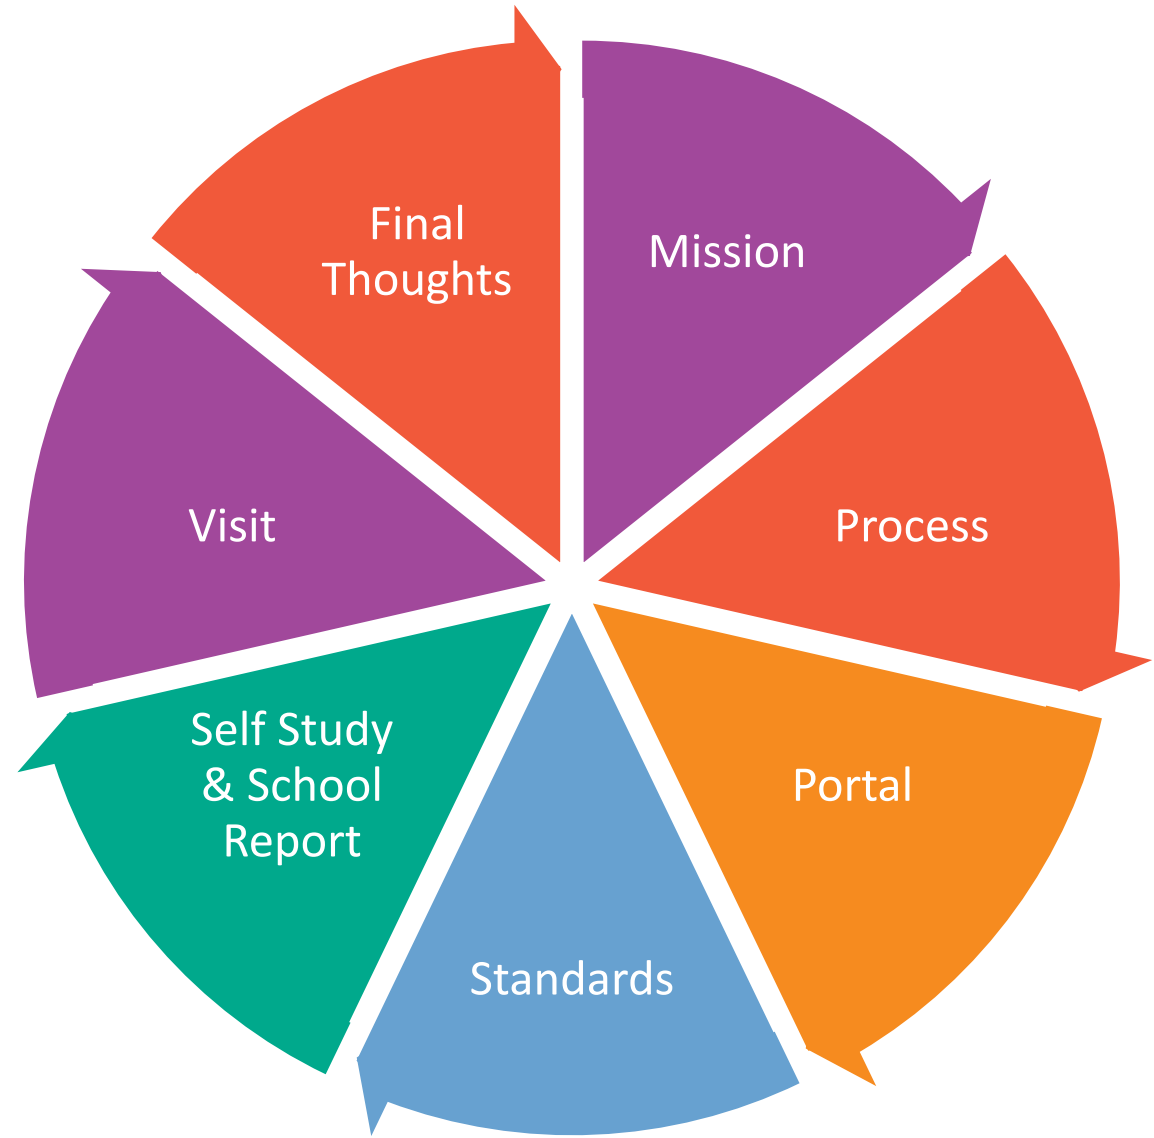 Mission
Process
Portal
Standards
Self Study
& School
Report
Visit
Final
Thoughts